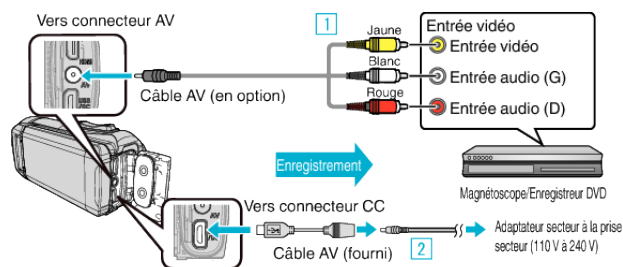 Vers connecteur AV
1
Jaune
Blanc
Rouge
Entrée vidéo
Entrée vidéo
Entrée audio (G)
Entrée audio (D)
Câble AV (en option)
AV
Enregistrement
Magnétoscope/Enregistreur DVD
Vers connecteur CC
Câble AV (fourni)
2
Adaptateur secteur à la prise
secteur (110 V à 240 V)